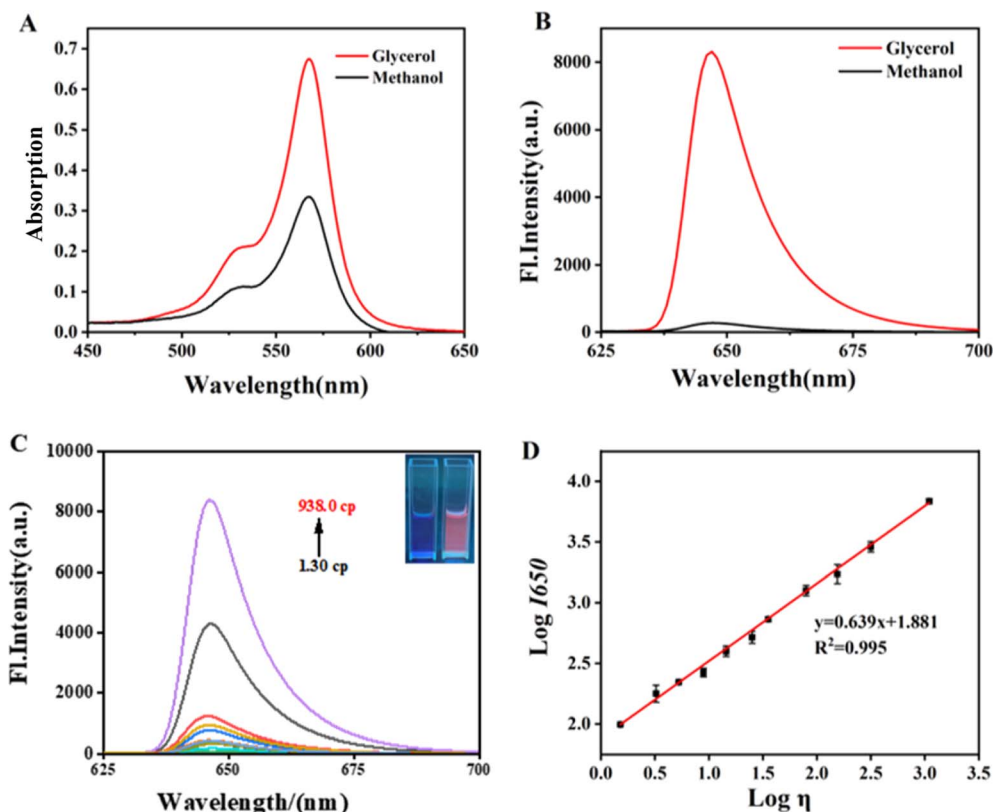 A
Absorption
0.7
0.6
0.5
0.4
0.3
0.2
0.1
0.0
Glycerol
Methanol
450 500 550 600 650
Wavelength(nm)
B
Fl.Intensity(a.u.)
8000
6000
4000
2000
0
Glycerol
Methanol
625 650 675 700
Wavelength(nm)
C
Fl.Intensity(a.u.)
10000
8000
6000
4000
2000
0
938.0 cp
1.30 cp
625 650 675 700
Wavelength/(nm)
D
Log I650
4.0
3.5
3.0
2.5
2.0
y=0.639x+1.881
R²=0.995
0.0 0.5 1.0 1.5 2.0 2.5 3.0 3.5
Log η